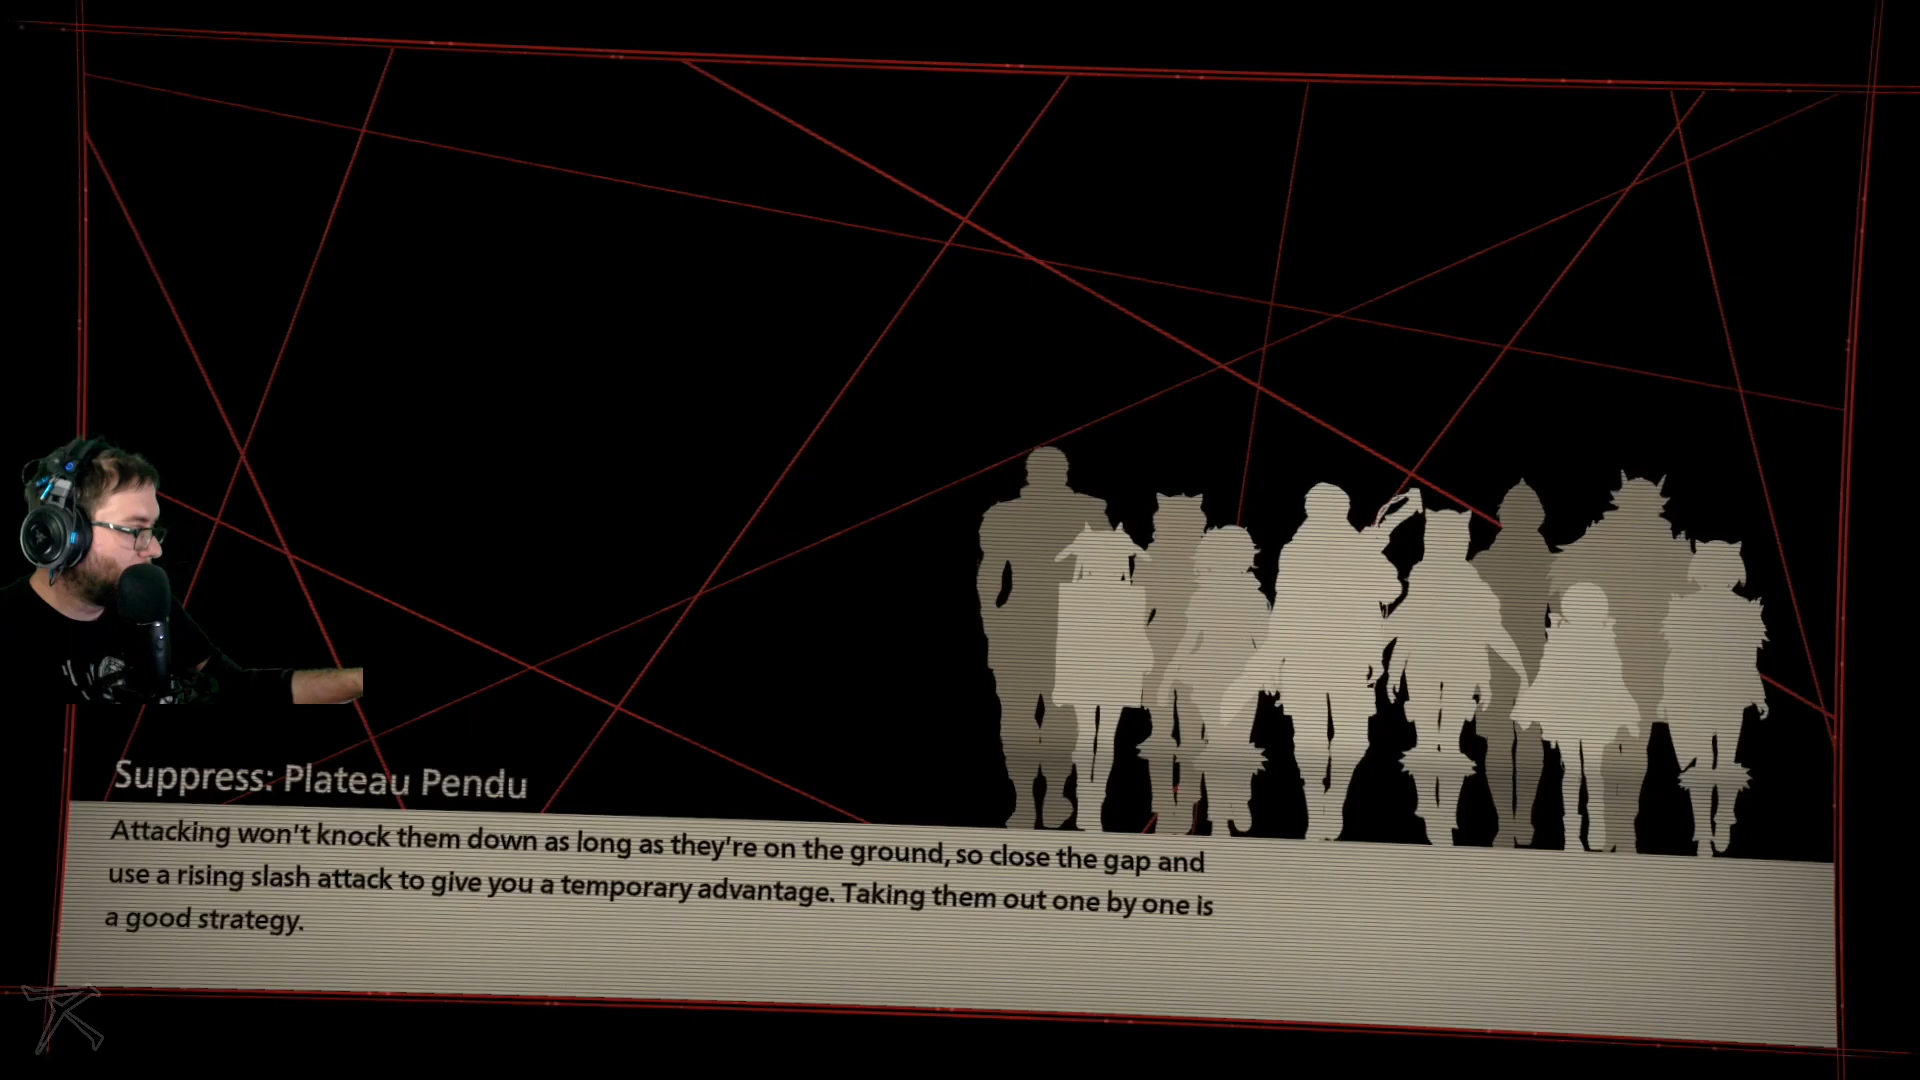 Suppress: Plateau Pendu
Attacking won't knock them down as long as they're on the ground, so close the gap and
use a rising slash attack to give you a temporary advantage. Taking them out one by one is
a good strategy.